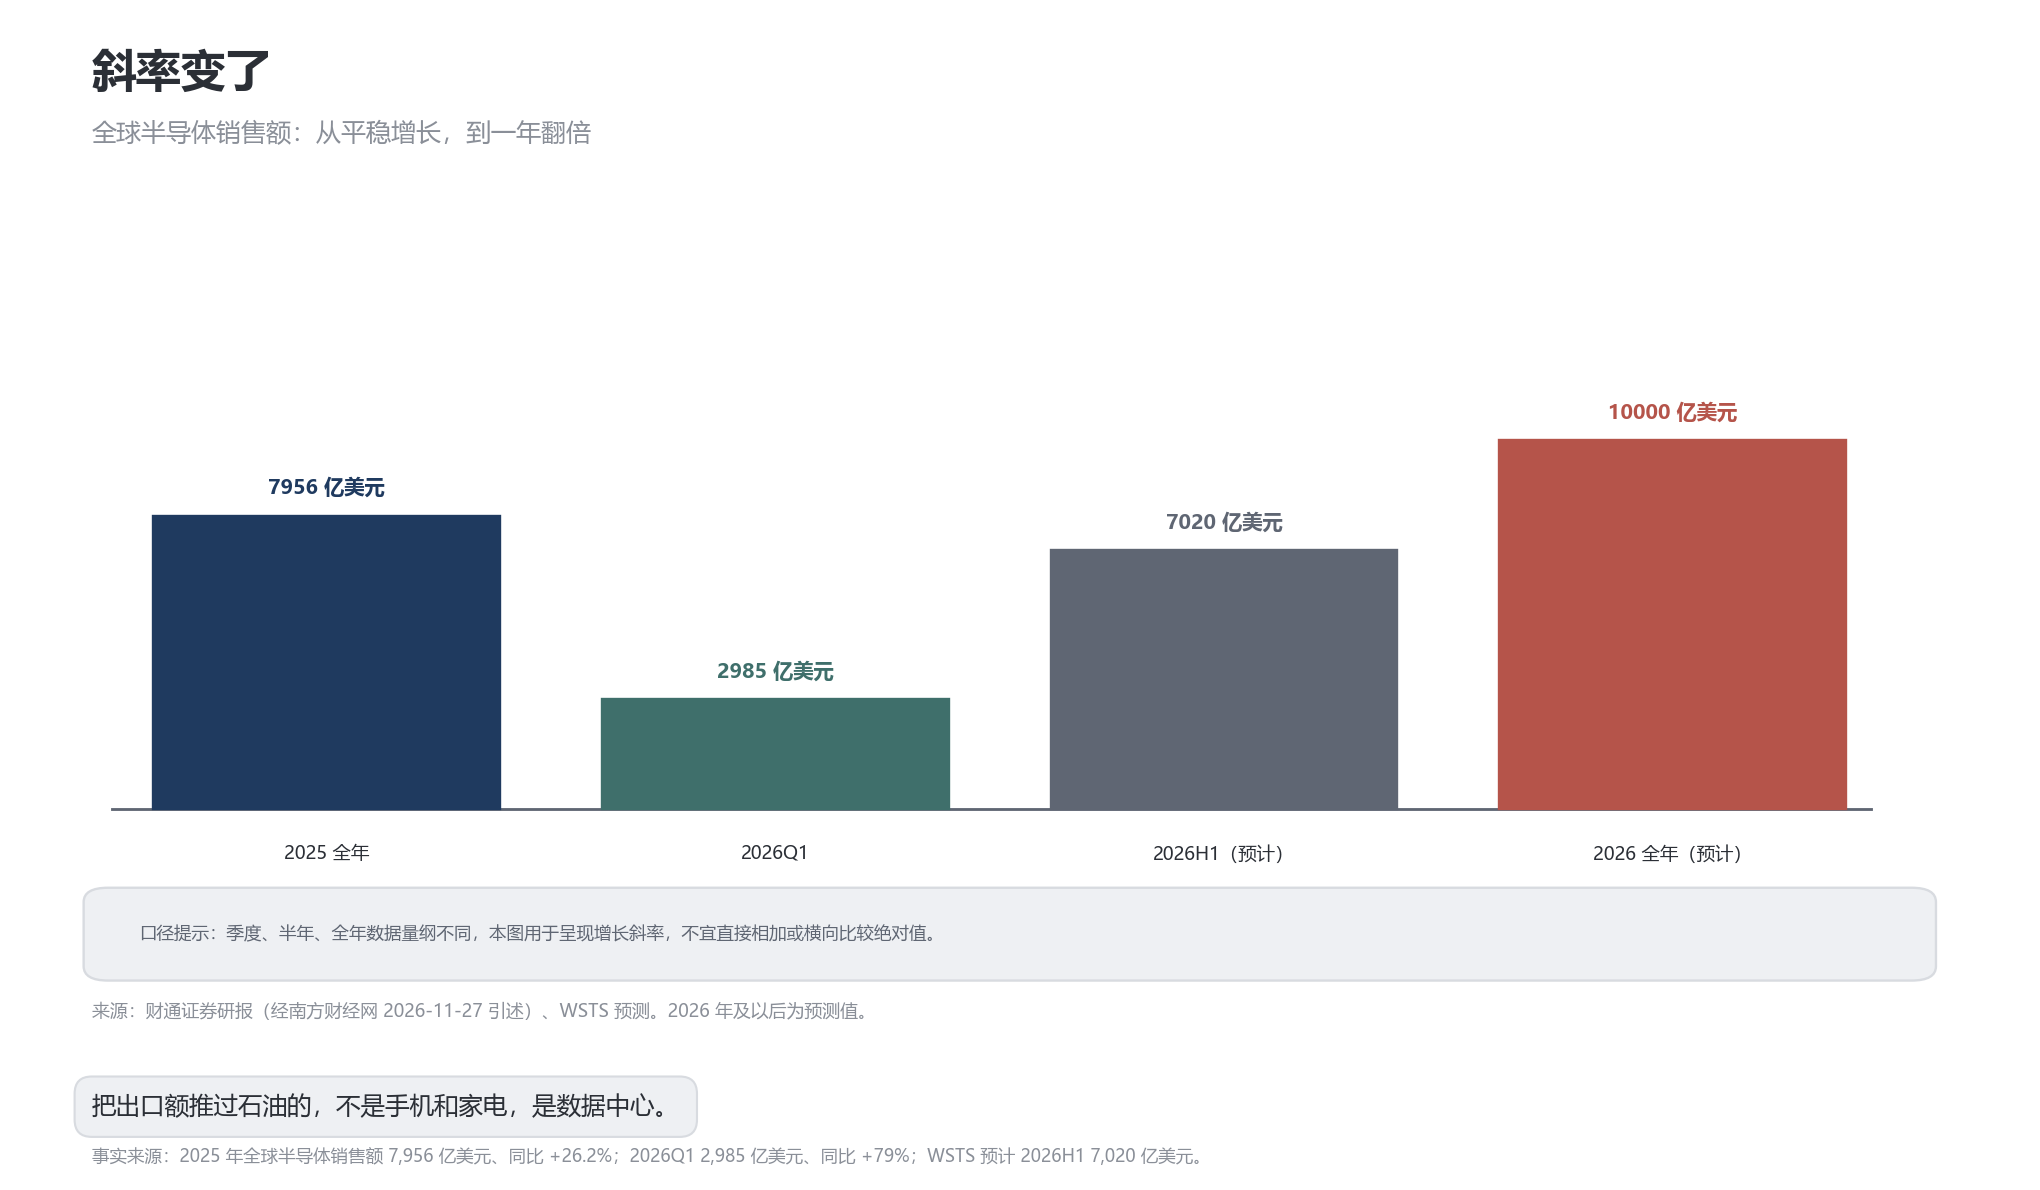 斜率变了
全球半导体销售额：从平稳增长，到一年翻倍
7956 亿美元
2985 亿美元
7020 亿美元
10000 亿美元
2025 全年
2026Q1
2026H1（预计）
2026 全年（预计）
口径提示：季度、半年、全年数据量纲不同，本图用于呈现增长斜率，不宜直接相加或横向比较绝对值。
来源：财通证券研报（经南方财经网 2026-11-27 引述）、WSTS 预测。2026 年及以后为预测值。
把出口额推过石油的，不是手机和家电，是数据中心。
事实来源：2025 年全球半导体销售额 7,956 亿美元、同比 +26.2%；2026Q1 2,985 亿美元、同比 +79%；WSTS 预计 2026H1 7,020 亿美元。